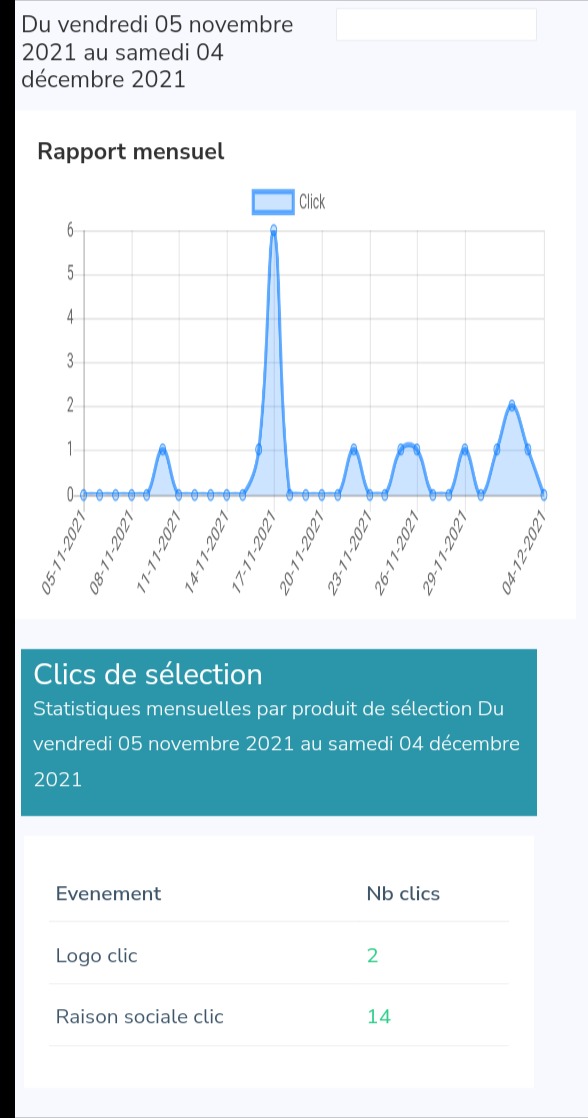 Du vendredi 05 novembre
2021 au samedi 04
décembre 2021
Rapport mensuel
Click
6
5
4
3
2
1
0
05-11-2021
08-11-2021
11-11-2021
14-11-2021
17-11-2021
20-11-2021
23-11-2021
26-11-2021
29-11-2021
04-12-2021
Clics de sélection
Statistiques mensuelles par produit de sélection Du
vendredi 05 novembre 2021 au samedi 04 décembre
2021
Evenement Nb clics
Logo clic 2
Raison sociale clic 14